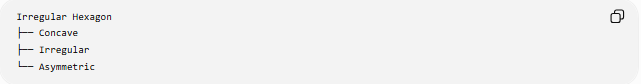 Irregular Hexagon
├── Concave
├── Irregular
└── Asymmetric